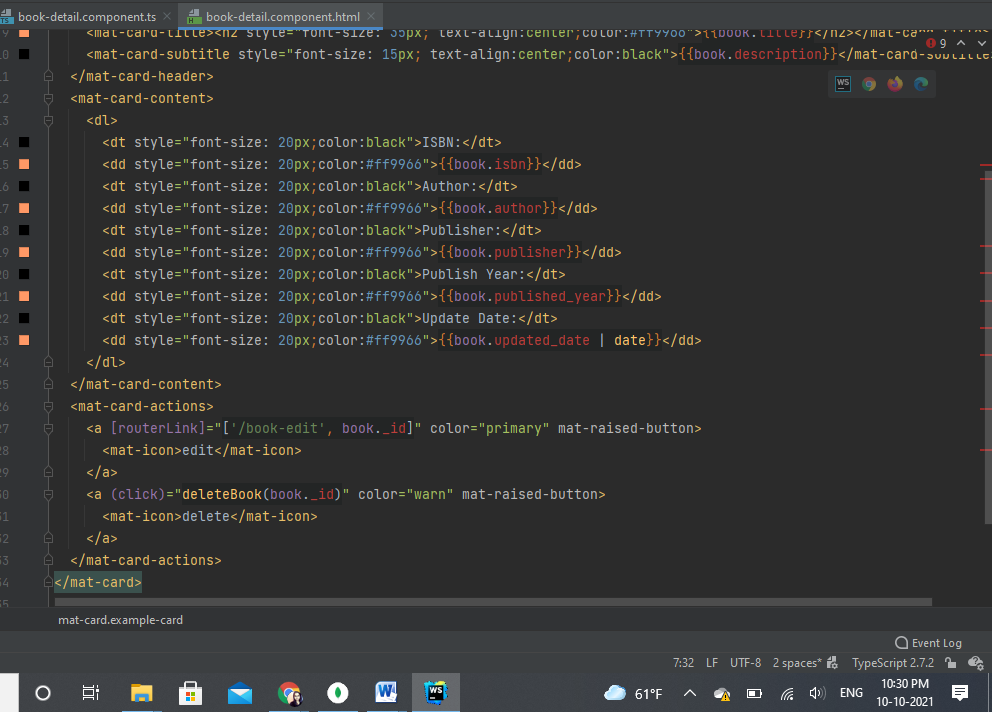 book-detail.component.ts × book-detail.component.html ×
9 <mat-card-title><h2 style="font-size: 35px; text-align:center;color:#ff9966">{{book.title}}</h2></mat-card-title>
10 <mat-card-subtitle style="font-size: 15px; text-align:center;color:black">{{book.description}}</mat-card-subtitle> 9
11 </mat-card-header>
12 <mat-card-content>
13 <dl>
14 <dt style="font-size: 20px;color:black">ISBN:</dt>
15 <dd style="font-size: 20px;color:#ff9966">{{book.isbn}}</dd>
16 <dt style="font-size: 20px;color:black">Author:</dt>
17 <dd style="font-size: 20px;color:#ff9966">{{book.author}}</dd>
18 <dt style="font-size: 20px;color:black">Publisher:</dt>
19 <dd style="font-size: 20px;color:#ff9966">{{book.publisher}}</dd>
20 <dt style="font-size: 20px;color:black">Publish Year:</dt>
21 <dd style="font-size: 20px;color:#ff9966">{{book.published_year}}</dd>
22 <dt style="font-size: 20px;color:black">Update Date:</dt>
23 <dd style="font-size: 20px;color:#ff9966">{{book.updated_date | date}}</dd>
24 </dl>
25 </mat-card-content>
26 <mat-card-actions>
27 <a [routerLink]="['/book-edit', book._id]" color="primary" mat-raised-button>
28 <mat-icon>edit</mat-icon>
29 </a>
30 <a (click)="deleteBook(book._id)" color="warn" mat-raised-button>
31 <mat-icon>delete</mat-icon>
32 </a>
33 </mat-card-actions>
34 </mat-card>
35
mat-card.example-card
Event Log
7:32 LF UTF-8 2 spaces* TypeScript 2.7.2
61°F ENG 10:30 PM
10-10-2021